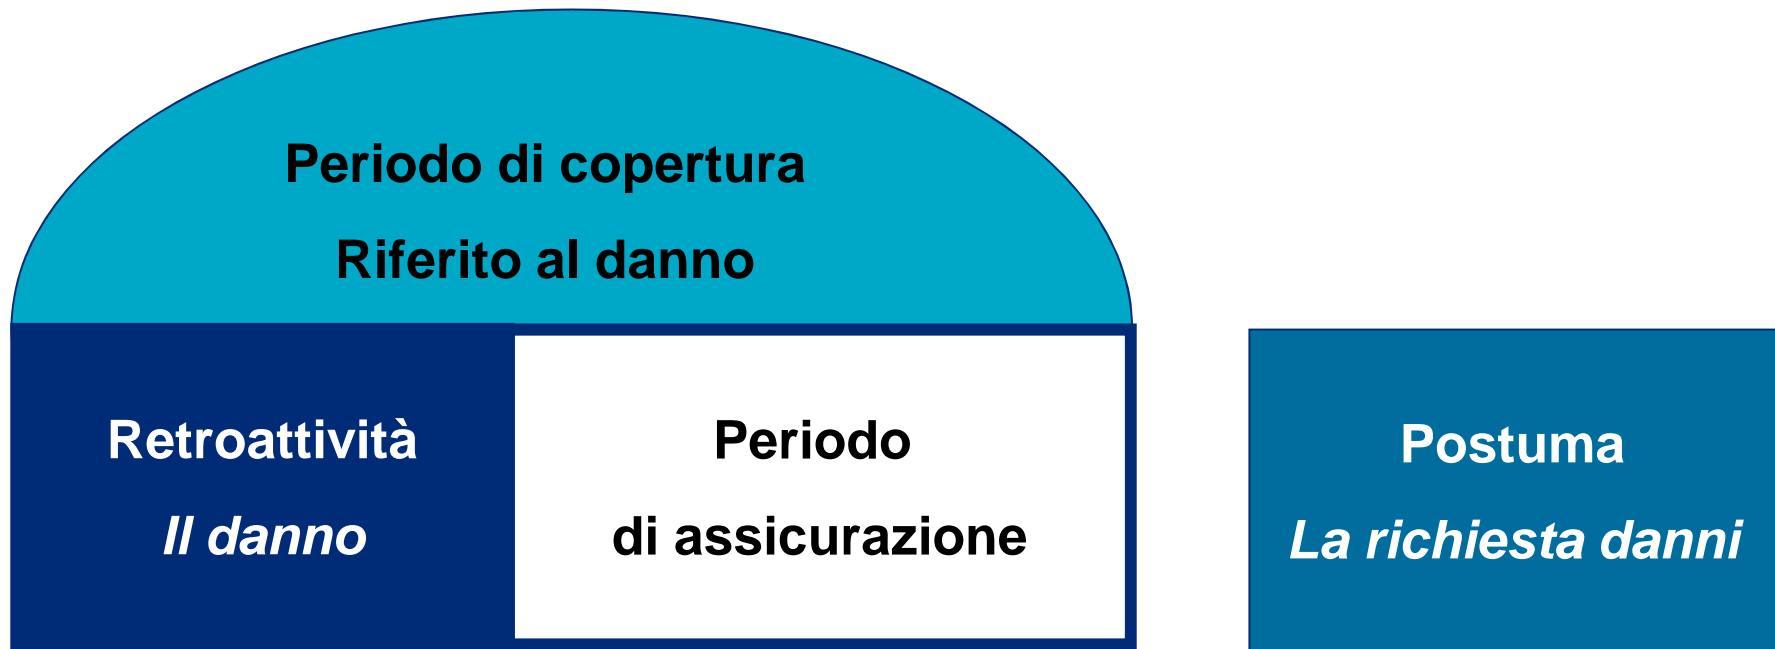 Periodo di copertura
Riferito al danno
Retroattività
Il danno
Periodo
di assicurazione
Postuma
La richiesta danni